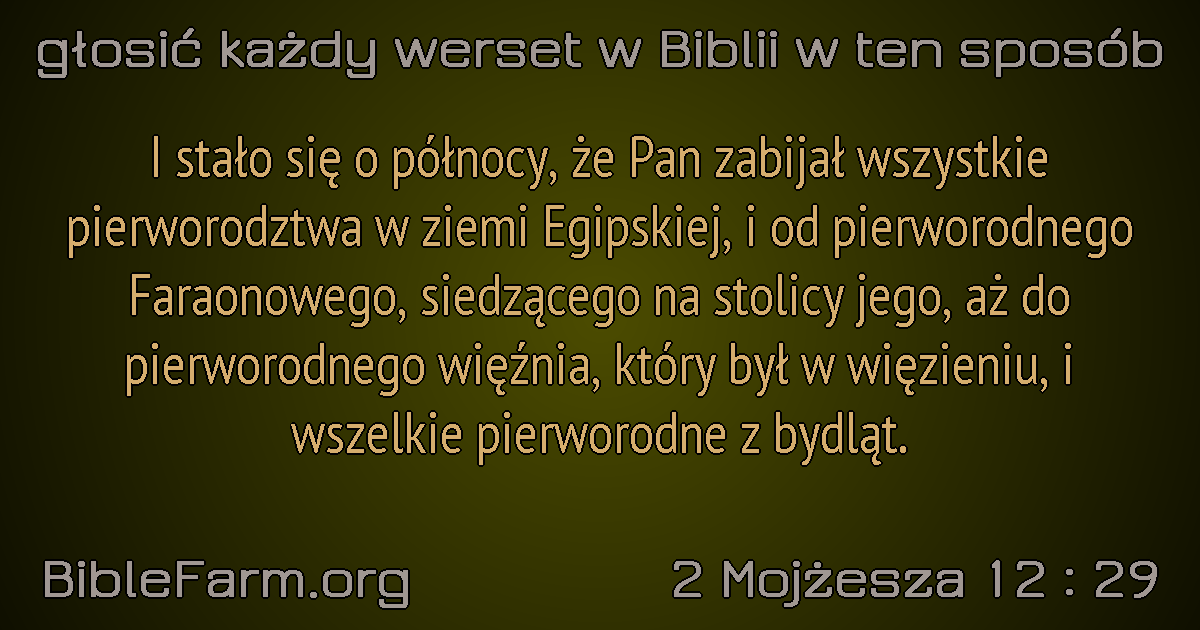 głosić każdy werset w Biblii w ten sposób
I stało się o północy, że Pan zabijał wszystkie
pierworodztwa w ziemi Egipskiej, i od pierworodnego
Faraonowego, siedzącego na stolicy jego, aż do
pierworodnego więźnia, który był w więzieniu, i
wszelkie pierworodne z bydląt.
BibleFarm.org
2 Mojżesza 12 : 29